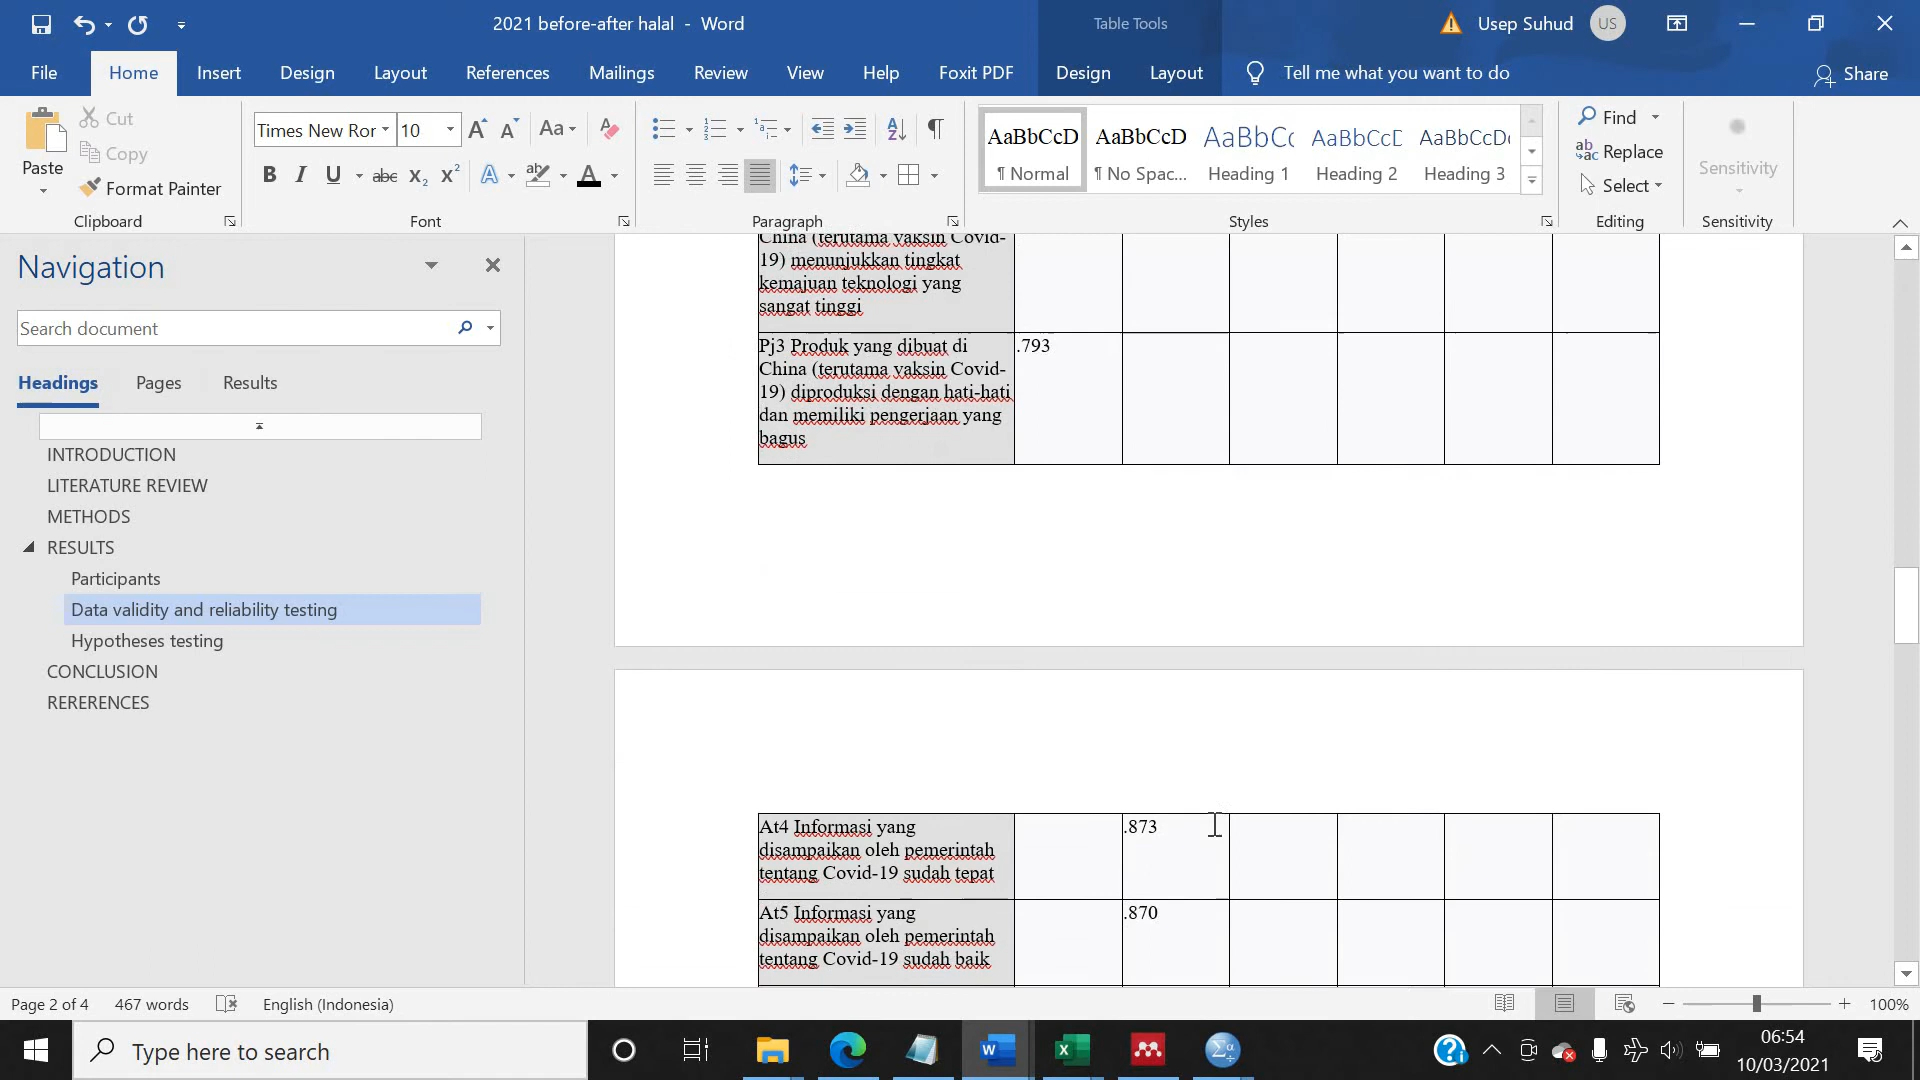 2021 before-after halal - Word
Table Tools
Usep Suhud
US
File
Home
Insert
Design
Layout
References
Mailings
Review
View
Help
Foxit PDF
Design
Layout
Tell me what you want to do
Share
Paste
Cut
Copy
Format Painter
Clipboard
Times New Ror
10
Font
Paragraph
AaBbCcD
¶ Normal
AaBbCcD
¶ No Spac...
AaBbCc
Heading 1
AaBbCcD
Heading 2
AaBbCcDc
Heading 3
Styles
Find
Replace
Select
Editing
Sensitivity
Sensitivity
Navigation
Search document
Headings
Pages
Results
INTRODUCTION
LITERATURE REVIEW
METHODS
RESULTS
Participants
Data validity and reliability testing
Hypotheses testing
CONCLUSION
RERERENCES
China (terutama vaksin Covid-
19) menunjukkan tingkat
kemajuan teknologi yang
sangat tinggi
Pj3 Produk yang dibuat di
China (terutama vaksin Covid-
19) diproduksi dengan hati-hati
dan memiliki pengerjaan yang
bagus
.793
At4 Informasi yang
disampaikan oleh pemerintah
tentang Covid-19 sudah tepat
.873
At5 Informasi yang
disampaikan oleh pemerintah
tentang Covid-19 sudah baik
.870
Page 2 of 4
467 words
English (Indonesia)
100%
Type here to search
06:54
10/03/2021